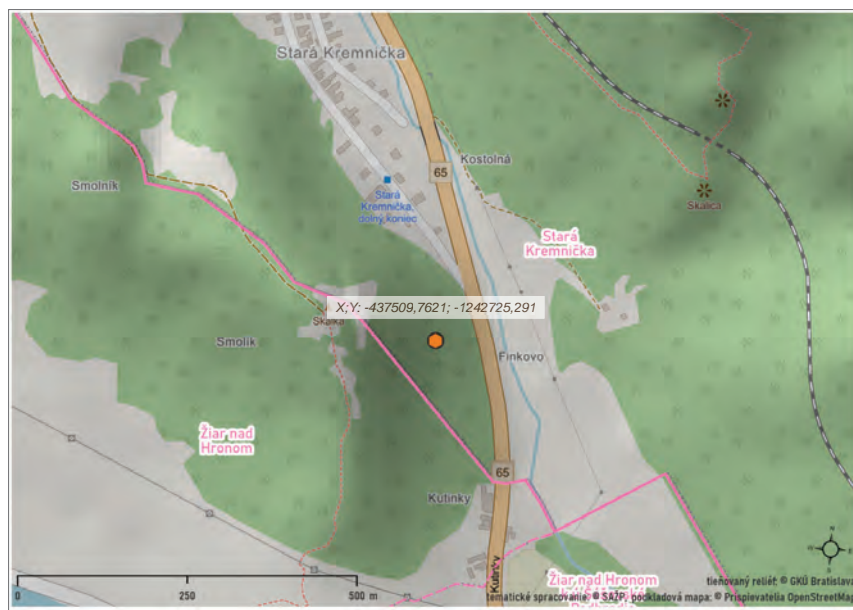 Stará Kremnička
Kostolná
65
Smolník
Stará
Kremnička,
dolný koniec
Skalica
Stará
Kremnička
X;Y: -437509,7621; -1242725,291
Skalka
Smolík
Finkovo
Žiar nad
Hronom
65
Kútinky
Kútinky
N
W
E
S
0
250
500 m
Žiar nad Hronom
tieňovaný reliéf: © GKÚ Bratislava
tematické spracovanie: © SAŽP, podkladová mapa: © Prispievatelia OpenStreetMap